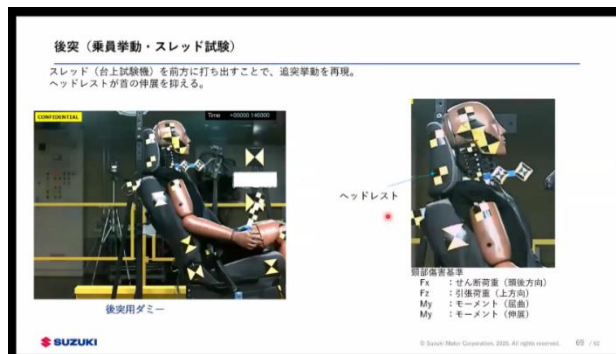 後突（乗員挙動・スレッド試験）
スレッド（台上試験機）を前方に打ち出すことで、追突挙動を再現。
ヘッドレストが首の伸展を抑える。
CONFIDENTIAL
Time +00000 140000
ヘッドレスト
後突用ダミー
頸部傷害基準
Fx ：せん断荷重（頭後方向）
Fz ：引張荷重（上方向）
My ：モーメント（屈曲）
My ：モーメント（伸展）
SUZUKI
© Suzuki Motor Corporation, 2020. All rights reserved. 69 / 92